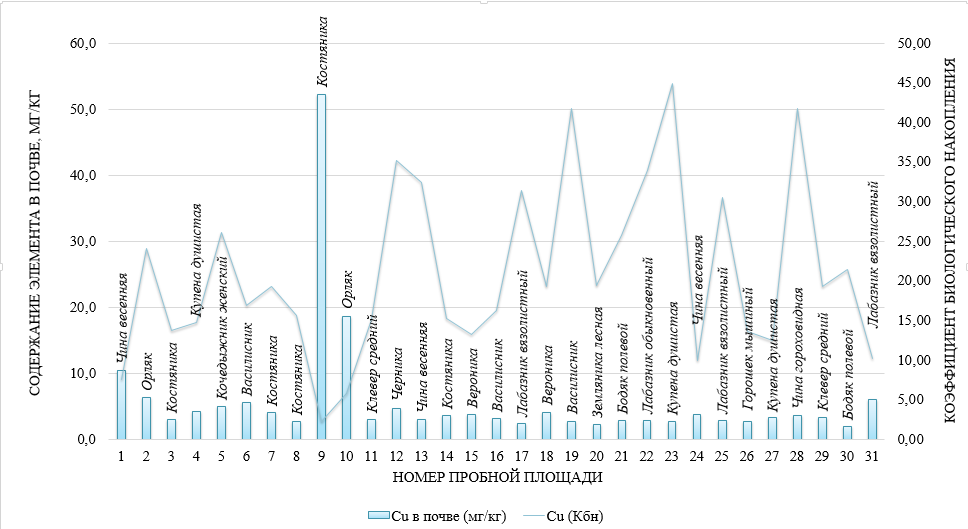 60,0
50,0
40,0
30,0
20,0
10,0
0,0
СОДЕРЖАНИЕ ЭЛЕМЕНТА В ПОЧВЕ, МГ/КГ
Чина весенняя
Орляк
Костяника
Купена душистая
Кочедыжник женский
Василисник
Костяника
Костяника
Костяника
Орляк
Клевер средний
Черника
Чина весенняя
Костяника
Вероника
Василисник
Лабазник вязолистный
Вероника
Василисник
Земляника лесная
Бодяк полевой
Лабазник обыкновенный
Купена душистая
Чина весенняя
Лабазник вязолистный
Горошек мышиный
Купена душистая
Чина гороховидная
Клевер средний
Бодяк полевой
Лабазник вязолистный
50,00
45,00
40,00
35,00
30,00
25,00
20,00
15,00
10,00
5,00
0,00
КОЭФФИЦИЕНТ БИОЛОГИЧЕСКОГО НАКОПЛЕНИЯ
1 2 3 4 5 6 7 8 9 10 11 12 13 14 15 16 17 18 19 20 21 22 23 24 25 26 27 28 29 30 31
НОМЕР ПРОБНОЙ ПЛОЩАДИ
Cu в почве (мг/кг) Cu (Кбн)